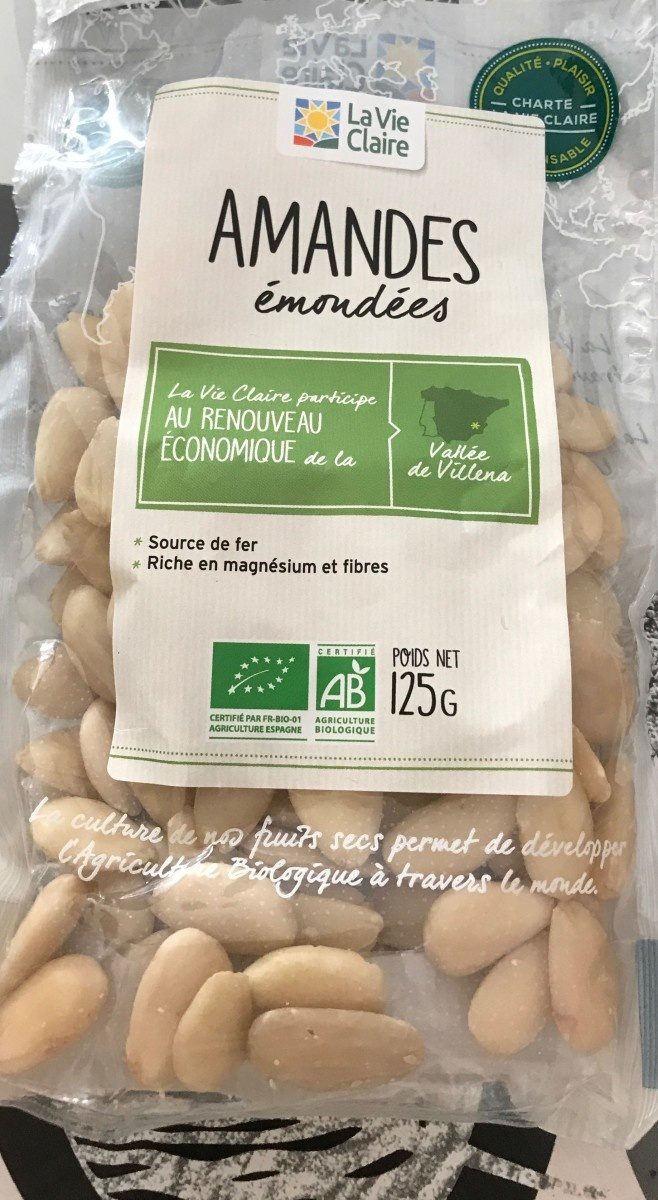 La Vie
Claire
QUALITÉ • PLAISIR
CHARTE
CLAIRE
AMANDES
émondées
La Vie Claire participe
AU RENOUVEAU
ÉCONOMIQUE de la
Vallée
de Villena
* Source de fer
* Riche en magnésium et fibres
CERTIFIÉ
AB
CERTIFIÉ PAR FR-BIO-01
AGRICULTURE ESPAGNE
AGRICULTURE
BIOLOGIQUE
POIDS NET
125G
La culture de nos fruits secs permet de développer
l'Agriculture Biologique à travers le monde.